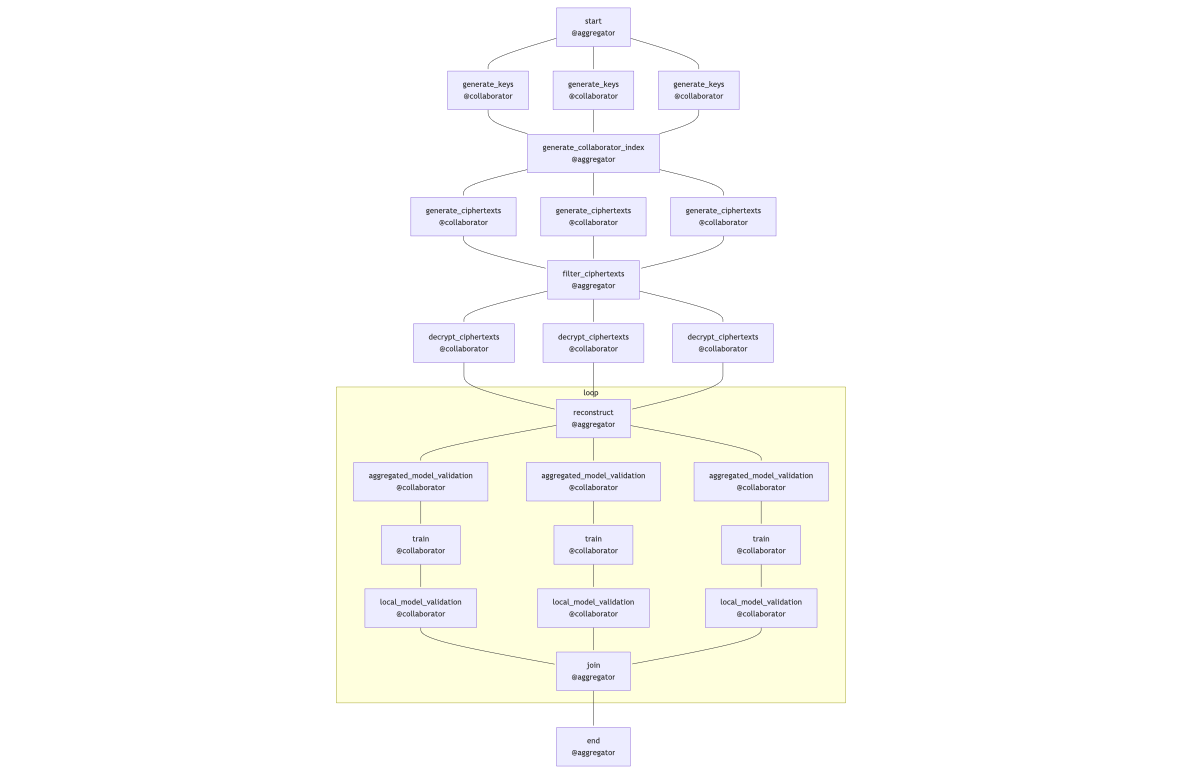 start
@aggregator
generate_keys
@collaborator
generate_keys
@collaborator
generate_keys
@collaborator
generate_collaborator_index
@aggregator
generate_ciphertexts
@collaborator
generate_ciphertexts
@collaborator
generate_ciphertexts
@collaborator
filter_ciphertexts
@aggregator
decrypt_ciphertexts
@collaborator
decrypt_ciphertexts
@collaborator
decrypt_ciphertexts
@collaborator
loop
reconstruct
@aggregator
aggregated_model_validation
@collaborator
aggregated_model_validation
@collaborator
aggregated_model_validation
@collaborator
train
@collaborator
train
@collaborator
train
@collaborator
local_model_validation
@collaborator
local_model_validation
@collaborator
local_model_validation
@collaborator
join
@aggregator
end
@aggregator